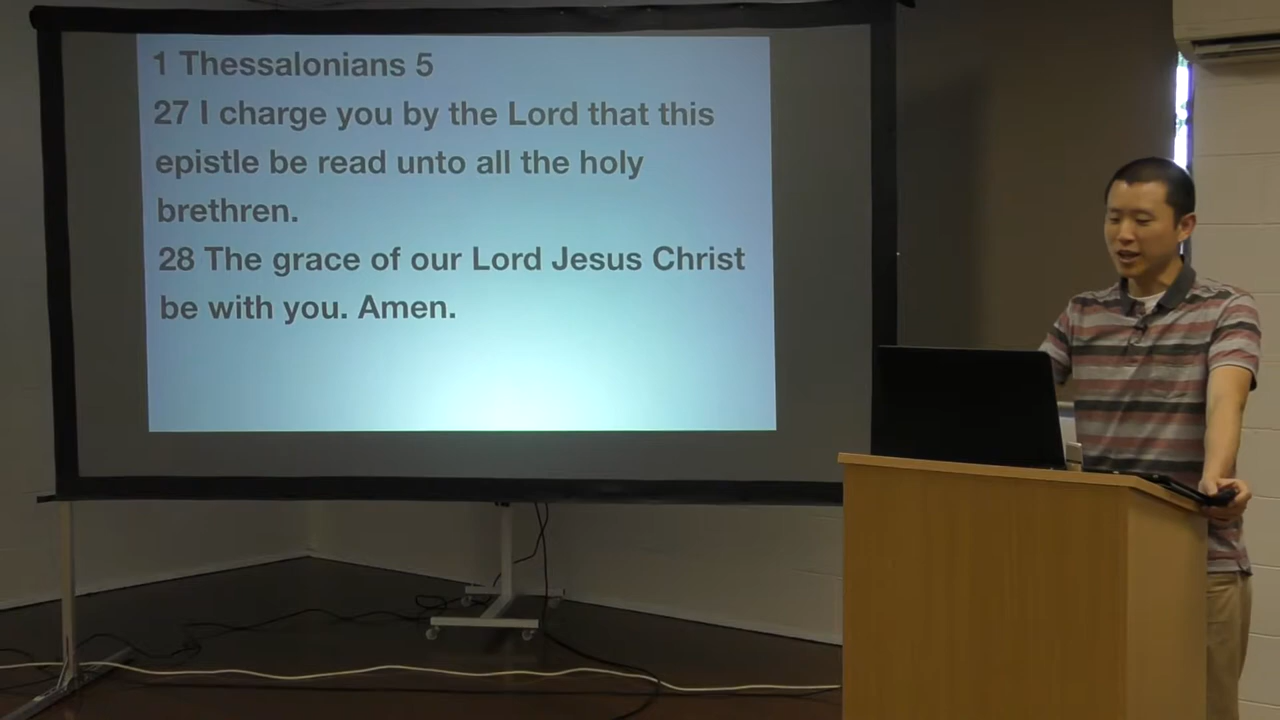 1 Thessalonians 5
27 I charge you by the Lord that this
epistle be read unto all the holy
brethren.
28 The grace of our Lord Jesus Christ
be with you. Amen.